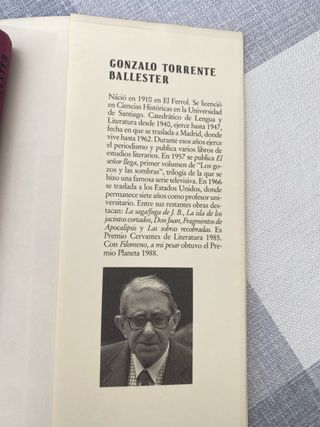 GONZALO TORRENTE
BALLESTER
Nació en 1910 en El Ferrol. Se licenció
en Ciencias Históricas en la Universidad
de Santiago. Catedrático de Lengua y
Literatura desde 1940, ejerce hasta 1947,
fecha en que se traslada a Madrid, donde
vive hasta 1962. Durante esos años ejerce
el periodismo y publica varios libros de
estudios literarios. En 1957 se publica El
señor llega, primer volumen de "Los go-
zos y las sombras", trilogía de la que se
hizo una famosa serie televisiva. En 1966
se traslada a los Estados Unidos, donde
permanece siete años como profesor uni-
versitario. Entre sus restantes obras des-
tacan: La saga/fuga de J. B., La isla de los
jacintos cortados, Don Juan, Fragmentos de
Apocalipsis y Las sobras recobradas. Es
Premio Cervantes de Literatura 1985.
Con Filomeno, a mi pesar obtuvo el Pre-
mio Planeta 1988.
LLESTER